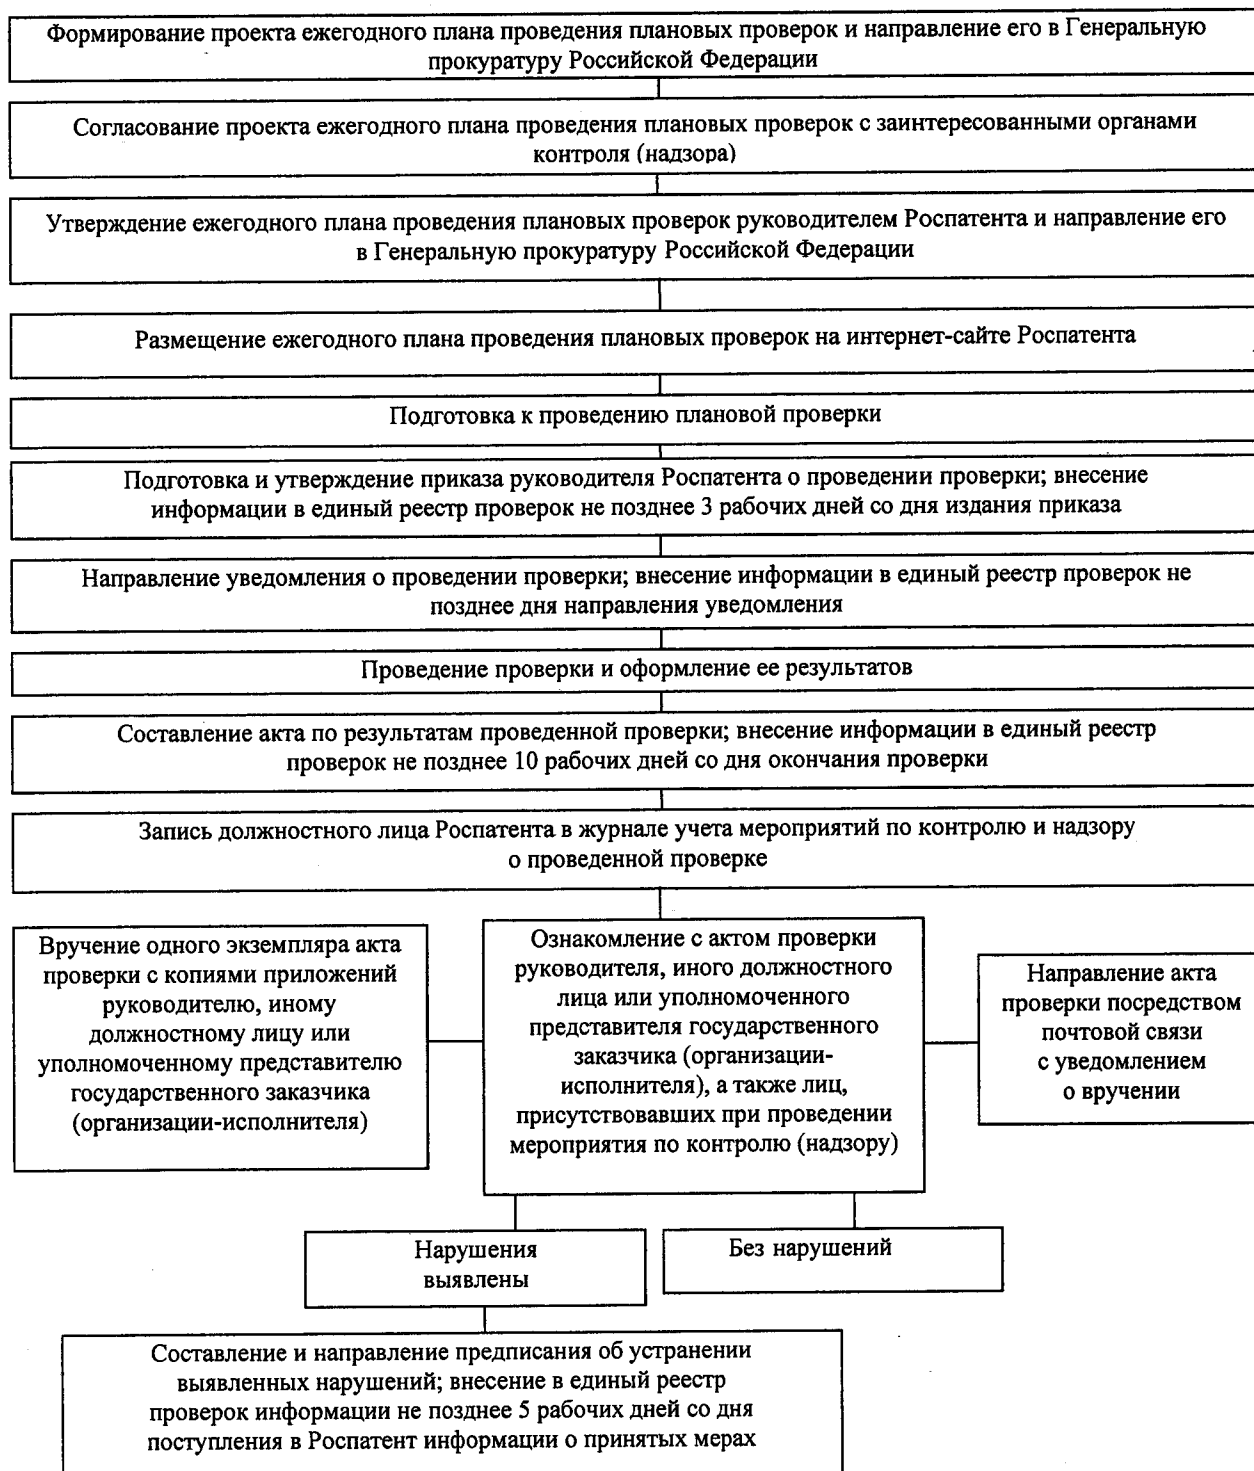 Формирование проекта ежегодного плана проведения плановых проверок и направление его в Генеральную
прокуратуру Российской Федерации
Согласование проекта ежегодного плана проведения плановых проверок с заинтересованными органами
контроля (надзора)
Утверждение ежегодного плана проведения плановых проверок руководителем Роспатента и направление его
в Генеральную прокуратуру Российской Федерации
Размещение ежегодного плана проведения плановых проверок на интернет-сайте Роспатента
Подготовка к проведению плановой проверки
Подготовка и утверждение приказа руководителя Роспатента о проведении проверки; внесение
информации в единый реестр проверок не позднее 3 рабочих дней со дня издания приказа
Направление уведомления о проведении проверки; внесение информации в единый реестр проверок не
позднее дня направления уведомления
Проведение проверки и оформление ее результатов
Составление акта по результатам проведенной проверки; внесение информации в единый реестр
проверок не позднее 10 рабочих дней со дня окончания проверки
Запись должностного лица Роспатента в журнале учета мероприятий по контролю и надзору
о проведенной проверке
Вручение одного экземпляра акта
проверки с копиями приложений
руководителю, иному
должностному лицу или
уполномоченному представителю
государственного заказчика
(организации-исполнителя)
Ознакомление с актом проверки
руководителя, иного должностного
лица или уполномоченного
представителя государственного
заказчика (организации-
исполнителя), а также лиц,
присутствовавших при проведении
мероприятия по контролю (надзору)
Направление акта
проверки посредством
почтовой связи
с уведомлением
о вручении
Нарушения
выявлены
Без нарушений
Составление и направление предписания об устранении
выявленных нарушений; внесение в единый реестр
проверок информации не позднее 5 рабочих дней со дня
поступления в Роспатент информации о принятых мерах